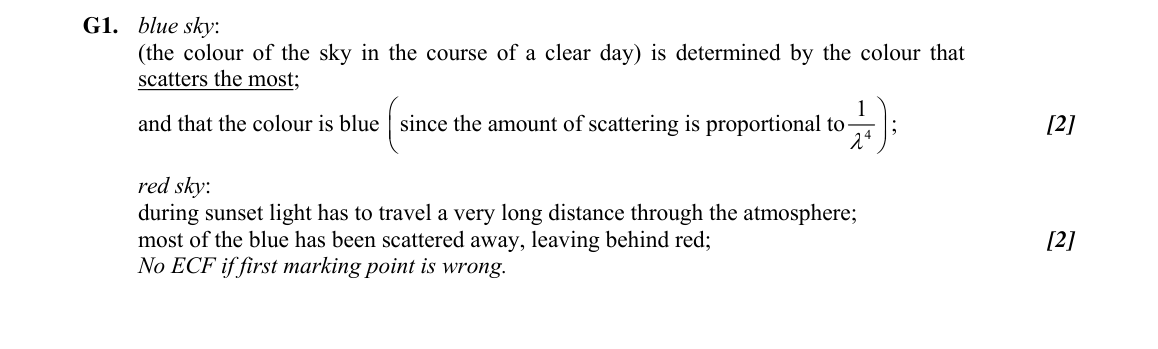 G1. blue sky:
(the colour of the sky in the course of a clear day) is determined by the colour that
scatters the most;
and that the colour is blue (since the amount of scattering is proportional to 1/λ⁴); [2]
red sky:
during sunset light has to travel a very long distance through the atmosphere;
most of the blue has been scattered away, leaving behind red; [2]
No ECF if first marking point is wrong.